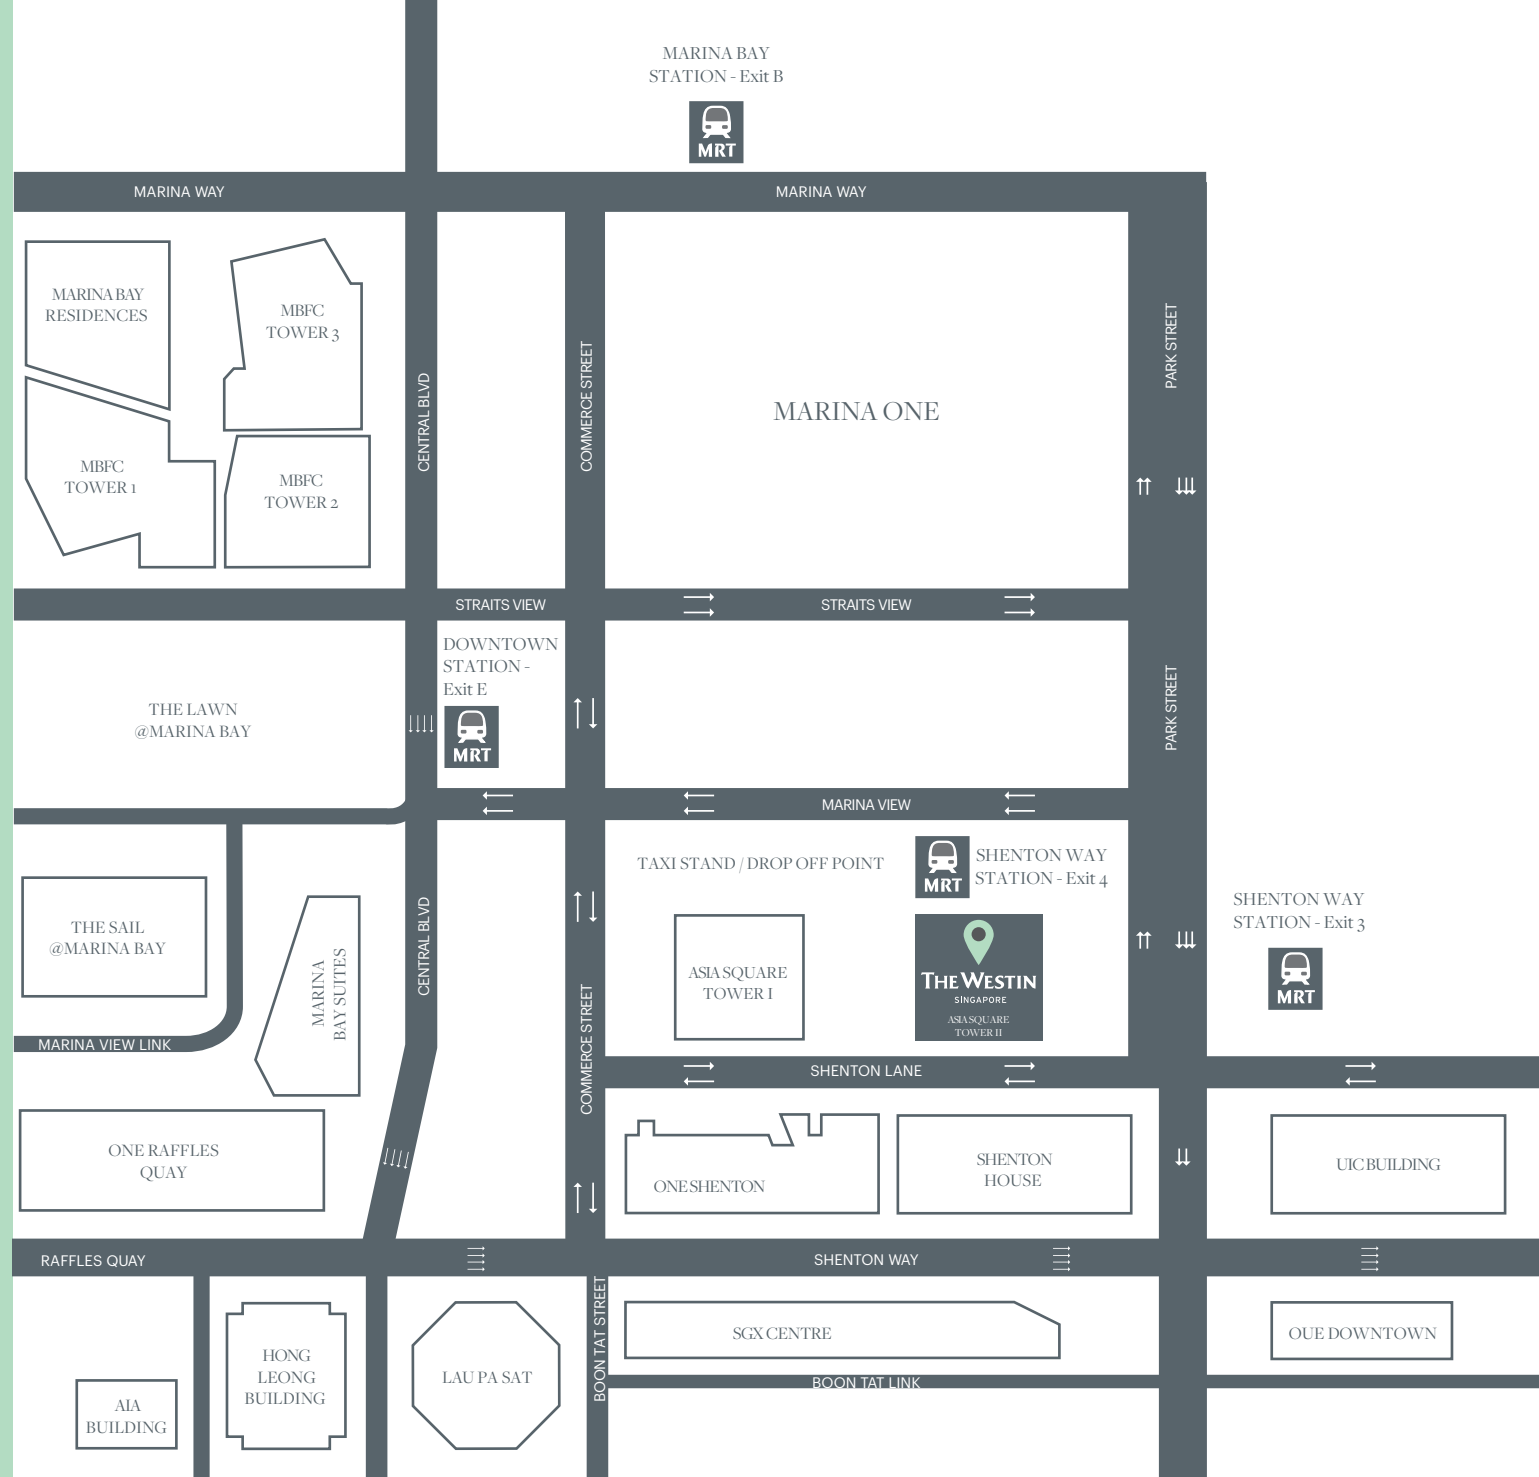 MARINA BAY
STATION - Exit B
MRT
MARINA WAY
MARINA WAY
MARINA BAY
RESIDENCES
MBFC
TOWER 3
CENTRAL BLVD
COMMERCE STREET
MARINA ONE
PARK STREET
MBFC
TOWER 1
MBFC
TOWER 2
STRAITS VIEW
STRAITS VIEW
DOWNTOWN
STATION -
Exit E
MRT
THE LAWN
@MARINA BAY
PARK STREET
MARINA VIEW
TAXI STAND / DROP OFF POINT
MRT
SHENTON WAY
STATION - Exit 4
SHENTON WAY
STATION - Exit 3
MRT
THE SAIL
@MARINA BAY
MARINA
BAY SUITES
CENTRAL BLVD
ASIA SQUARE
TOWER I
THE WESTIN
SINGAPORE
ASIA SQUARE
TOWER II
MARINA VIEW LINK
COMMERCE STREET
SHENTON LANE
ONE RAFFLES
QUAY
ONE SHENTON
SHENTON
HOUSE
UIC BUILDING
RAFFLES QUAY
SHENTON WAY
BOON TAT STREET
SGX CENTRE
OUE DOWNTOWN
HONG
LEONG
BUILDING
LAU PA SAT
BOON TAT LINK
AIA
BUILDING